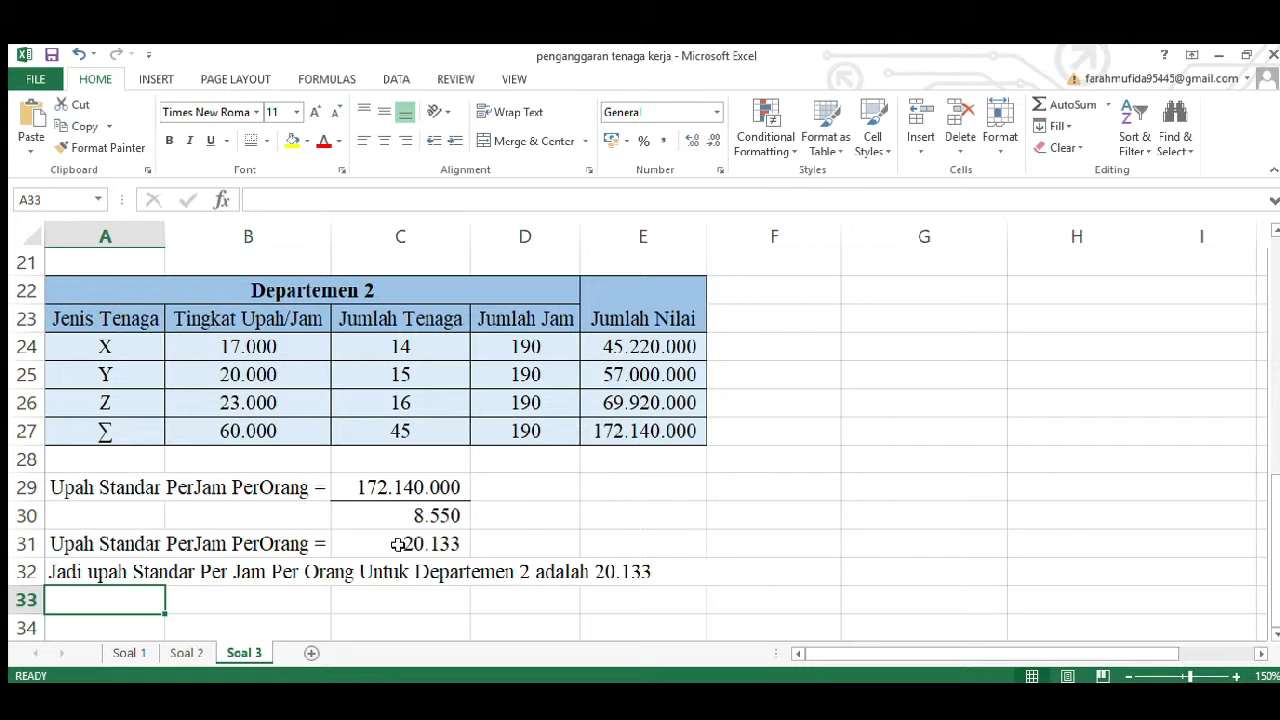 penganggaran tenaga kerja - Microsoft Excel
FILE HOME INSERT PAGE LAYOUT FORMULAS DATA REVIEW VIEW farahmufida95445@gmail.com
Cut
Copy
Format Painter
Paste
Clipboard
Times New Roma 11
B I U
Font
Wrap Text
Merge & Center
Alignment
General
%
Number
Conditional Formatting
Format as Table
Cell Styles
Styles
Insert Delete Format
Cells
AutoSum
Fill
Clear
Sort & Filter
Find & Select
Editing
A33 fx
A B C D E F G H I
21
22 Departemen 2
23 Jenis Tenaga Tingkat Upah/Jam Jumlah Tenaga Jumlah Jam Jumlah Nilai
24 X 17.000 14 190 45.220.000
25 Y 20.000 15 190 57.000.000
26 Z 23.000 16 190 69.920.000
27 ∑ 60.000 45 190 172.140.000
28
29 Upah Standar PerJam PerOrang = 172.140.000
30 8.550
31 Upah Standar PerJam PerOrang = 20.133
32 Jadi upah Standar Per Jam Per Orang Untuk Departemen 2 adalah 20.133
33
34
Soal 1 Soal 2 Soal 3
READY 150%